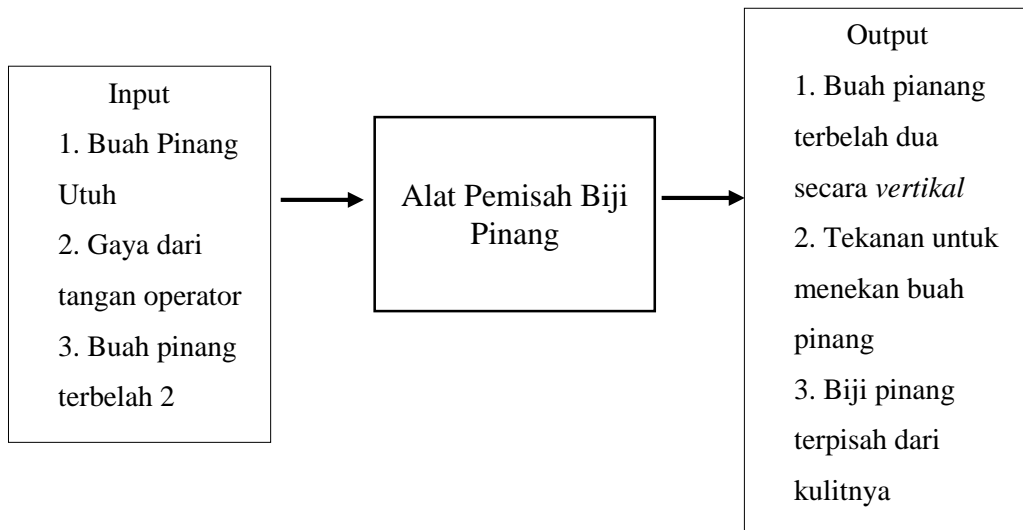 Input
1. Buah Pinang
Utuh
2. Gaya dari
tangan operator
3. Buah pinang
terbelah 2
Alat Pemisah Biji
Pinang
Output
1. Buah pianang
terbelah dua
secara vertikal
2. Tekanan untuk
menekan buah
pinang
3. Biji pinang
terpisah dari
kulitnya